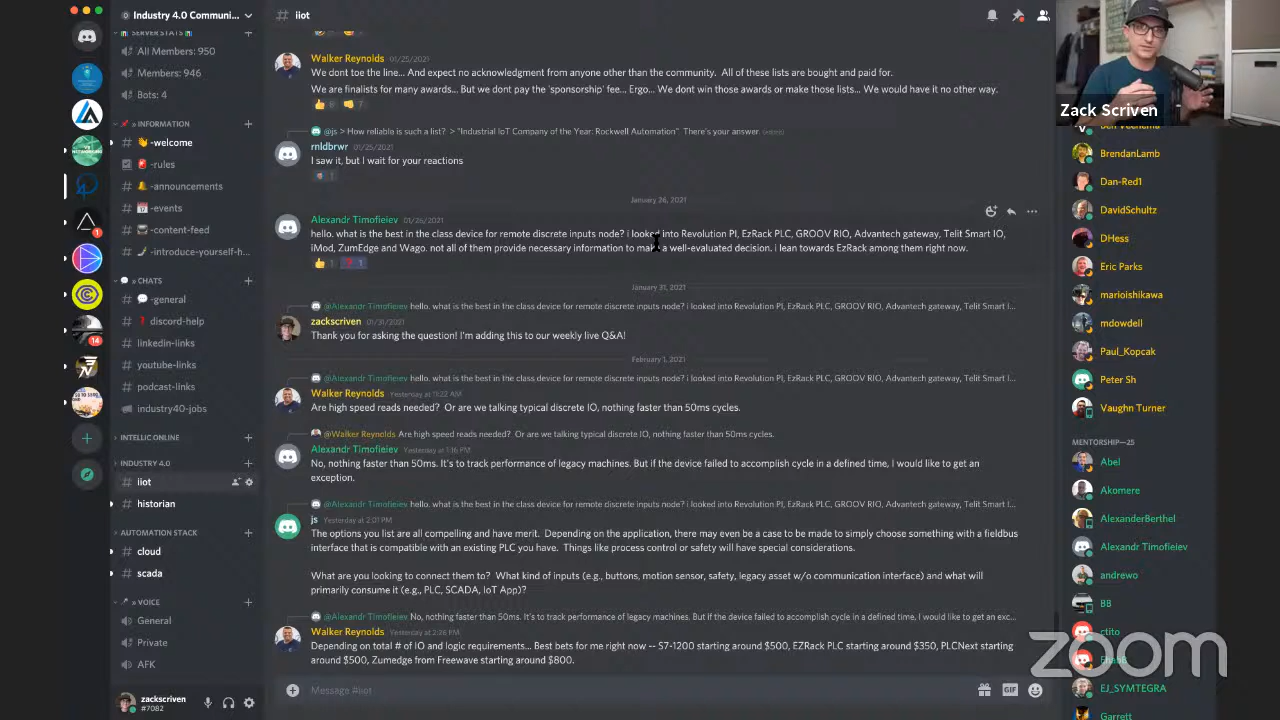 Industry 4.0 Communi...
SERVER STATS
All Members: 950
Members: 946
Bots: 4
» INFORMATION
-welcome
-rules
-announcements
-events
-content-feed
-introduce-yourself-h...
» CHATS
-general
discord-help
linkedin-links
youtube-links
podcast-links
industry40-jobs
INTELLIC ONLINE
INDUSTRY 4.0
iiot
historian
AUTOMATION STACK
cloud
scada
» VOICE
General
Private
AFK
zackscriven
#7082
1
14
# iiot
Walker Reynolds 01/25/2021
We dont toe the line... And expect no acknowledgment from anyone other than the community. All of these lists are bought and paid for.
We are finalists for many awards... But we dont pay the 'sponsorship' fee... Ergo... We dont win those awards or make those lists... We would have it no other way.
@js > How reliable is such a list? > "Industrial IoT Company of the Year: Rockwell Automation" There's your answer. (edited)
rnldbrwr 01/25/2021
I saw it, but I wait for your reactions
1
January 26, 2021
Alexandr Timofieiev 01/26/2021
hello. what is the best in the class device for remote discrete inputs node? i looked into Revolution PI, EzRack PLC, GROOV RIO, Advantech gateway, Telit Smart IO,
iMod, ZumEdge and Wago. not all of them provide necessary information to make a well-evaluated decision. i lean towards EzRack among them right now.
1 1
January 31, 2021
@Alexandr Timofieiev hello. what is the best in the class device for remote discrete inputs node? i looked into Revolution PI, EzRack PLC, GROOV RIO, Advantech gateway, Telit Smart I...
zackscriven 01/31/2021
Thank you for asking the question! I'm adding this to our weekly live Q&A!
February 1, 2021
@Alexandr Timofieiev hello. what is the best in the class device for remote discrete inputs node? i looked into Revolution PI, EzRack PLC, GROOV RIO, Advantech gateway, Telit Smart I...
Walker Reynolds Yesterday at 11:22 AM
Are high speed reads needed? Or are we talking typical discrete IO, nothing faster than 50ms cycles.
@Walker Reynolds Are high speed reads needed? Or are we talking typical discrete IO, nothing faster than 50ms cycles.
Alexandr Timofieiev Yesterday at 1:16 PM
No, nothing faster than 50ms. It's to track performance of legacy machines. But if the device failed to accomplish cycle in a defined time, I would like to get an
exception.
@Alexandr Timofieiev hello. what is the best in the class device for remote discrete inputs node? i looked into Revolution PI, EzRack PLC, GROOV RIO, Advantech gateway, Telit Smart I...
js Yesterday at 2:01 PM
The options you list are all compelling and have merit. Depending on the application, there may even be a case to be made to simply choose something with a fieldbus
interface that is compatible with an existing PLC you have. Things like process control or safety will have special considerations.
What are you looking to connect them to? What kind of inputs (e.g., buttons, motion sensor, safety, legacy asset w/o communication interface) and what will
primarily consume it (e.g., PLC, SCADA, IoT App)?
@Alexandr Timofieiev No, nothing faster than 50ms. It's to track performance of legacy machines. But if the device failed to accomplish cycle in a defined time, I would like to get an exc...
Walker Reynolds Yesterday at 2:26 PM
Depending on total # of IO and logic requirements... Best bets for me right now -- S7-1200 starting around $500, EZRack PLC starting around $350, PLCNext starting
around $500, Zumedge from Freewave starting around $800.
Message #iiot
GIF
Zack Scriven
BrendanLamb
Dan-Red1
DavidSchultz
DHess
Eric Parks
marioishikawa
mdowdell
Paul_Kopcak
Peter Sh
Vaughn Turner
MENTORSHIP—25
Abel
Akomere
AlexanderBerthel
Alexandr Timofieiev
andrewo
BB
ctito
EJ_SYMTEGRA
Garrett
zoom